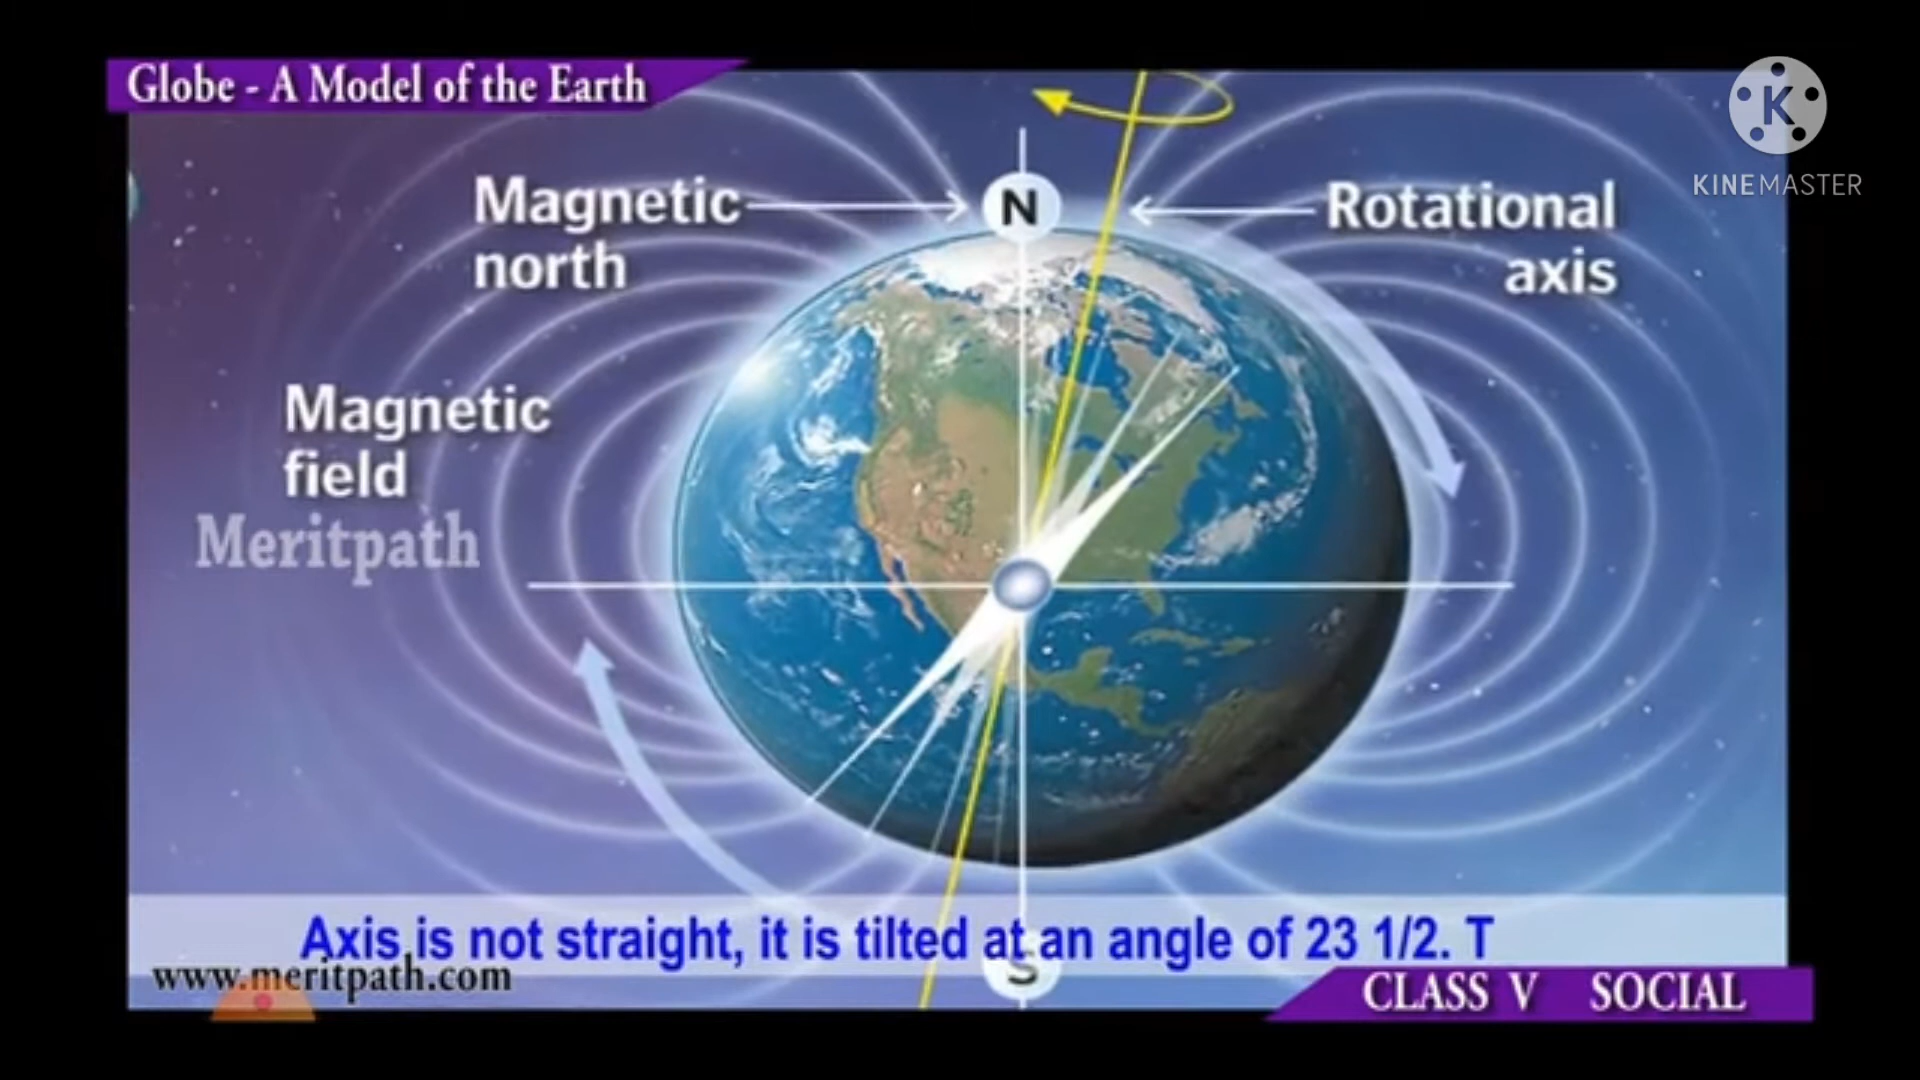 Globe - A Model of the Earth
K
KINEMASTER
Magnetic
north
N
Rotational
axis
Magnetic
field
Meritpath
Axis is not straight, it is tilted at an angle of 23 1/2. T
S
www.meritpath.com
CLASS V SOCIAL